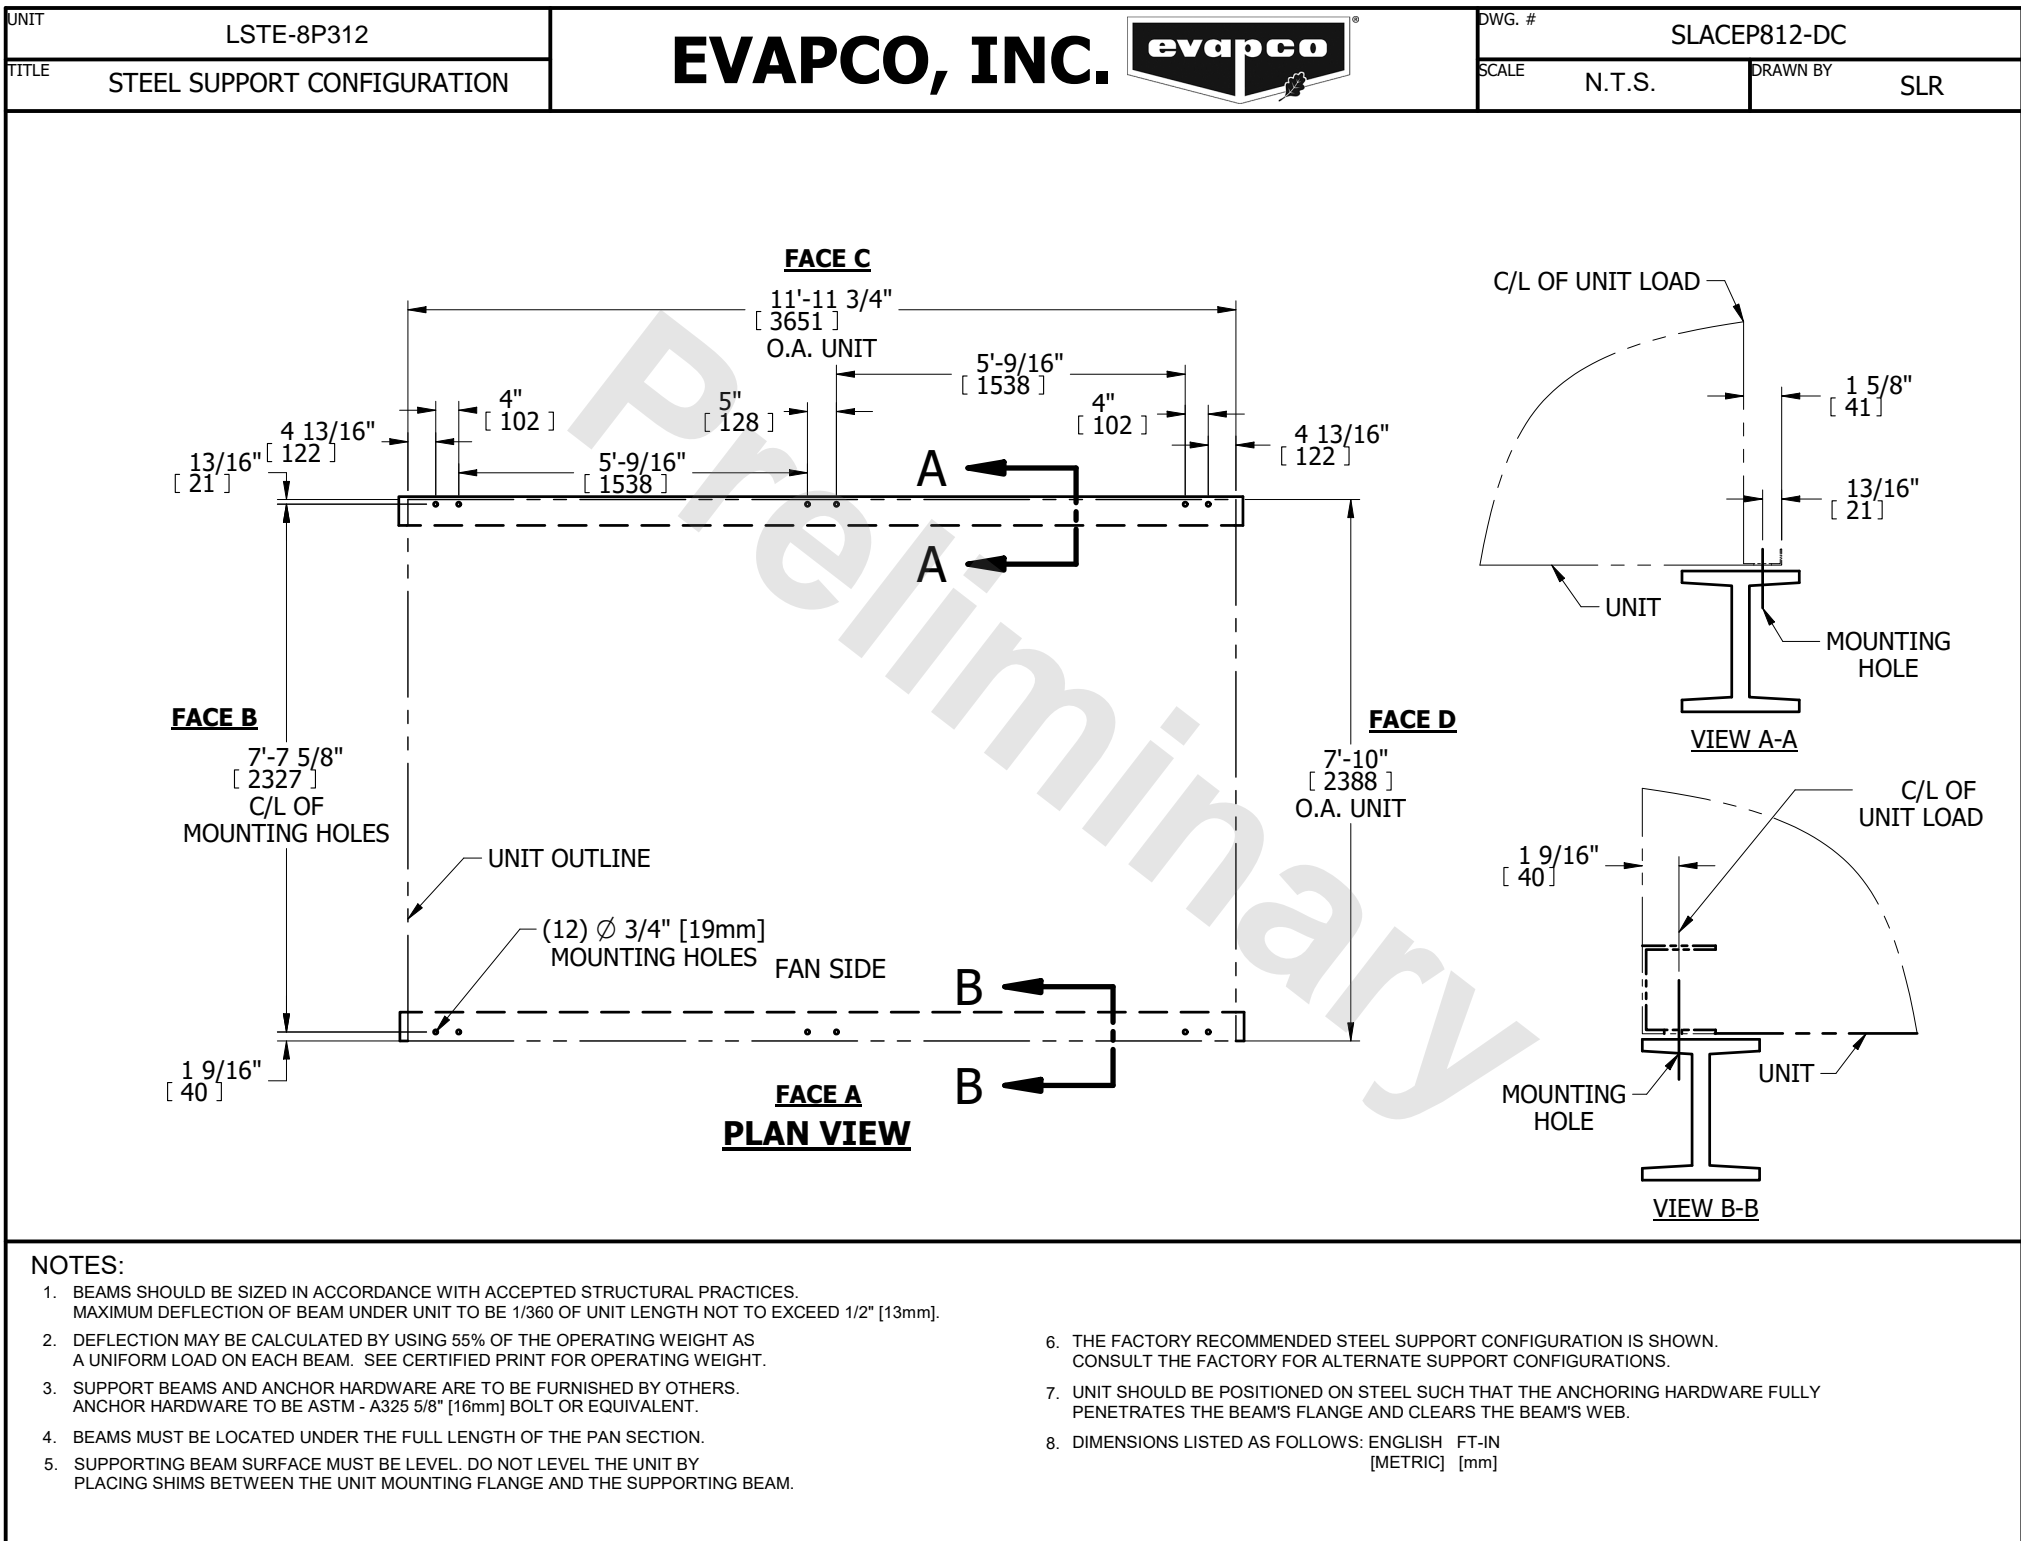 UNIT
LSTE-8P312
TITLE
STEEL SUPPORT CONFIGURATION
EVAPCO, INC.
evapco
®
DWG. #
SLACEP812-DC
SCALE
N.T.S.
DRAWN BY
SLR
FACE C
11'-11 3/4"
[ 3651 ]
O.A. UNIT
5'-9/16"
[ 1538 ]
4"
[ 102 ]
5"
[ 128 ]
4"
[ 102 ]
4 13/16"
[ 122 ]
13/16"
[ 21 ]
5'-9/16"
[ 1538 ]
4 13/16"
[ 122 ]
A
A
FACE B
7'-7 5/8"
[ 2327 ]
C/L OF
MOUNTING HOLES
FACE D
7'-10"
[ 2388 ]
O.A. UNIT
UNIT OUTLINE
(12) Ø 3/4" [19mm]
MOUNTING HOLES
FAN SIDE
B
B
1 9/16"
[ 40 ]
FACE A
PLAN VIEW
Preliminary
C/L OF UNIT LOAD
1 5/8"
[ 41 ]
13/16"
[ 21 ]
UNIT
MOUNTING
HOLE
VIEW A-A
C/L OF
UNIT LOAD
1 9/16"
[ 40 ]
UNIT
MOUNTING
HOLE
VIEW B-B
NOTES:
1. BEAMS SHOULD BE SIZED IN ACCORDANCE WITH ACCEPTED STRUCTURAL PRACTICES.
MAXIMUM DEFLECTION OF BEAM UNDER UNIT TO BE 1/360 OF UNIT LENGTH NOT TO EXCEED 1/2" [13mm].
2. DEFLECTION MAY BE CALCULATED BY USING 55% OF THE OPERATING WEIGHT AS
A UNIFORM LOAD ON EACH BEAM. SEE CERTIFIED PRINT FOR OPERATING WEIGHT.
3. SUPPORT BEAMS AND ANCHOR HARDWARE ARE TO BE FURNISHED BY OTHERS.
ANCHOR HARDWARE TO BE ASTM - A325 5/8" [16mm] BOLT OR EQUIVALENT.
4. BEAMS MUST BE LOCATED UNDER THE FULL LENGTH OF THE PAN SECTION.
5. SUPPORTING BEAM SURFACE MUST BE LEVEL. DO NOT LEVEL THE UNIT BY
PLACING SHIMS BETWEEN THE UNIT MOUNTING FLANGE AND THE SUPPORTING BEAM.
6. THE FACTORY RECOMMENDED STEEL SUPPORT CONFIGURATION IS SHOWN.
CONSULT THE FACTORY FOR ALTERNATE SUPPORT CONFIGURATIONS.
7. UNIT SHOULD BE POSITIONED ON STEEL SUCH THAT THE ANCHORING HARDWARE FULLY
PENETRATES THE BEAM'S FLANGE AND CLEARS THE BEAM'S WEB.
8. DIMENSIONS LISTED AS FOLLOWS: ENGLISH FT-IN
[METRIC] [mm]